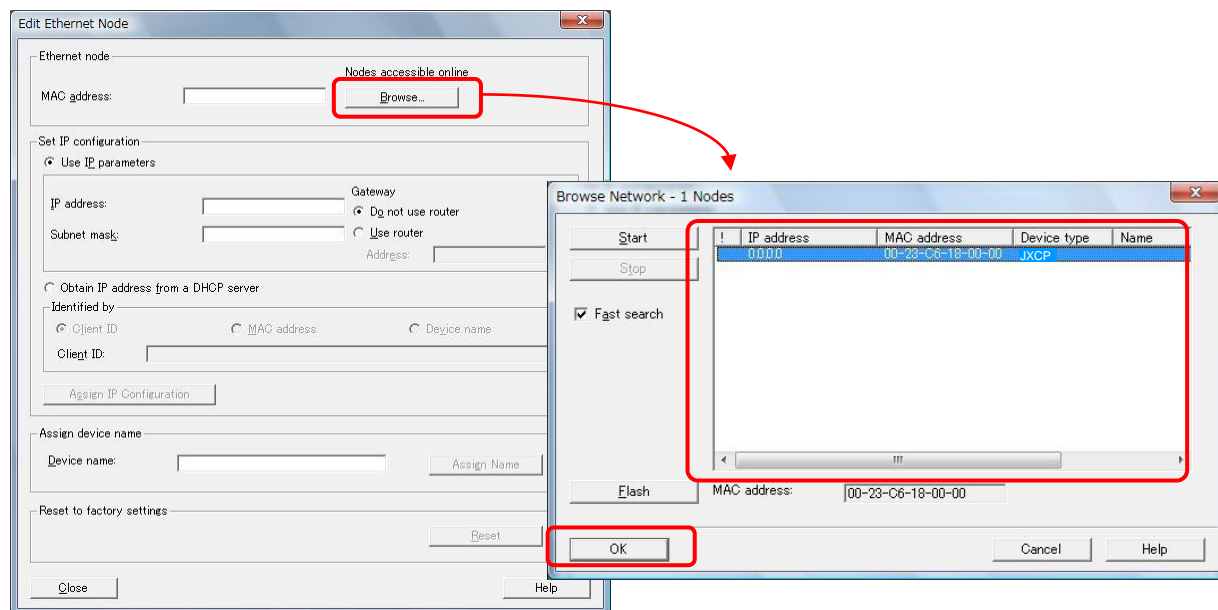 Edit Ethernet Node
Ethernet node
Nodes accessible online
MAC address:
Browse...
Set IP configuration
Use IP parameters
IP address:
Gateway
Do not use router
Subnet mask:
Use router
Address:
Obtain IP address from a DHCP server
Identified by
Client ID
MAC address
Device name
Client ID:
Assign IP Configuration
Assign device name
Device name:
Assign Name
Reset to factory settings
Reset
Close
Help
Browse Network - 1 Nodes
Start
! IP address MAC address Device type Name
0.0.0.0 00-23-C6-18-00-00 JXCP
Stop
Fast search
Flash
MAC address: 00-23-C6-18-00-00
OK
Cancel
Help